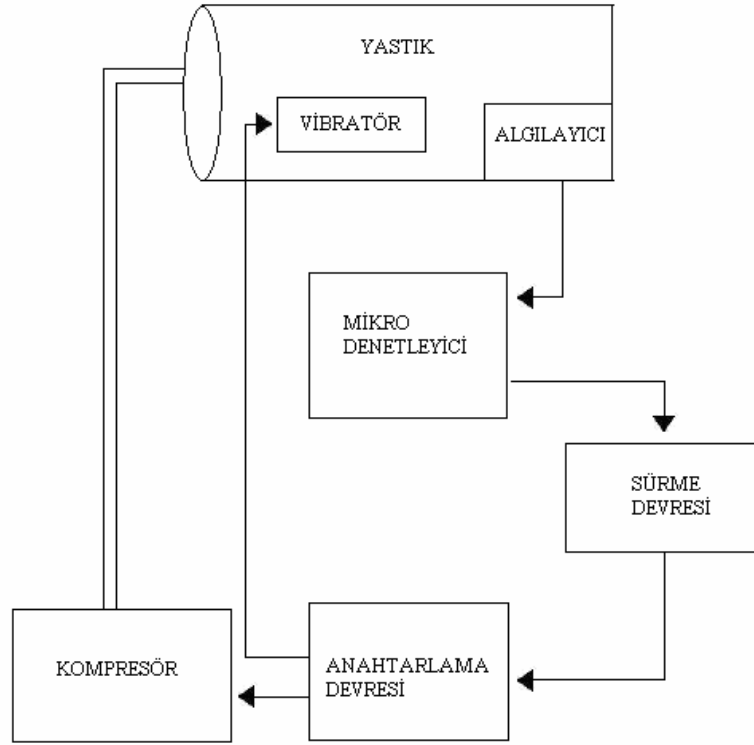 YASTIK
VİBRATÖR
ALGILAYICI
MİKRO
DENETLEYİCİ
SÜRME
DEVRESİ
KOMPRESÖR
ANAHTARLAMA
DEVRESİ